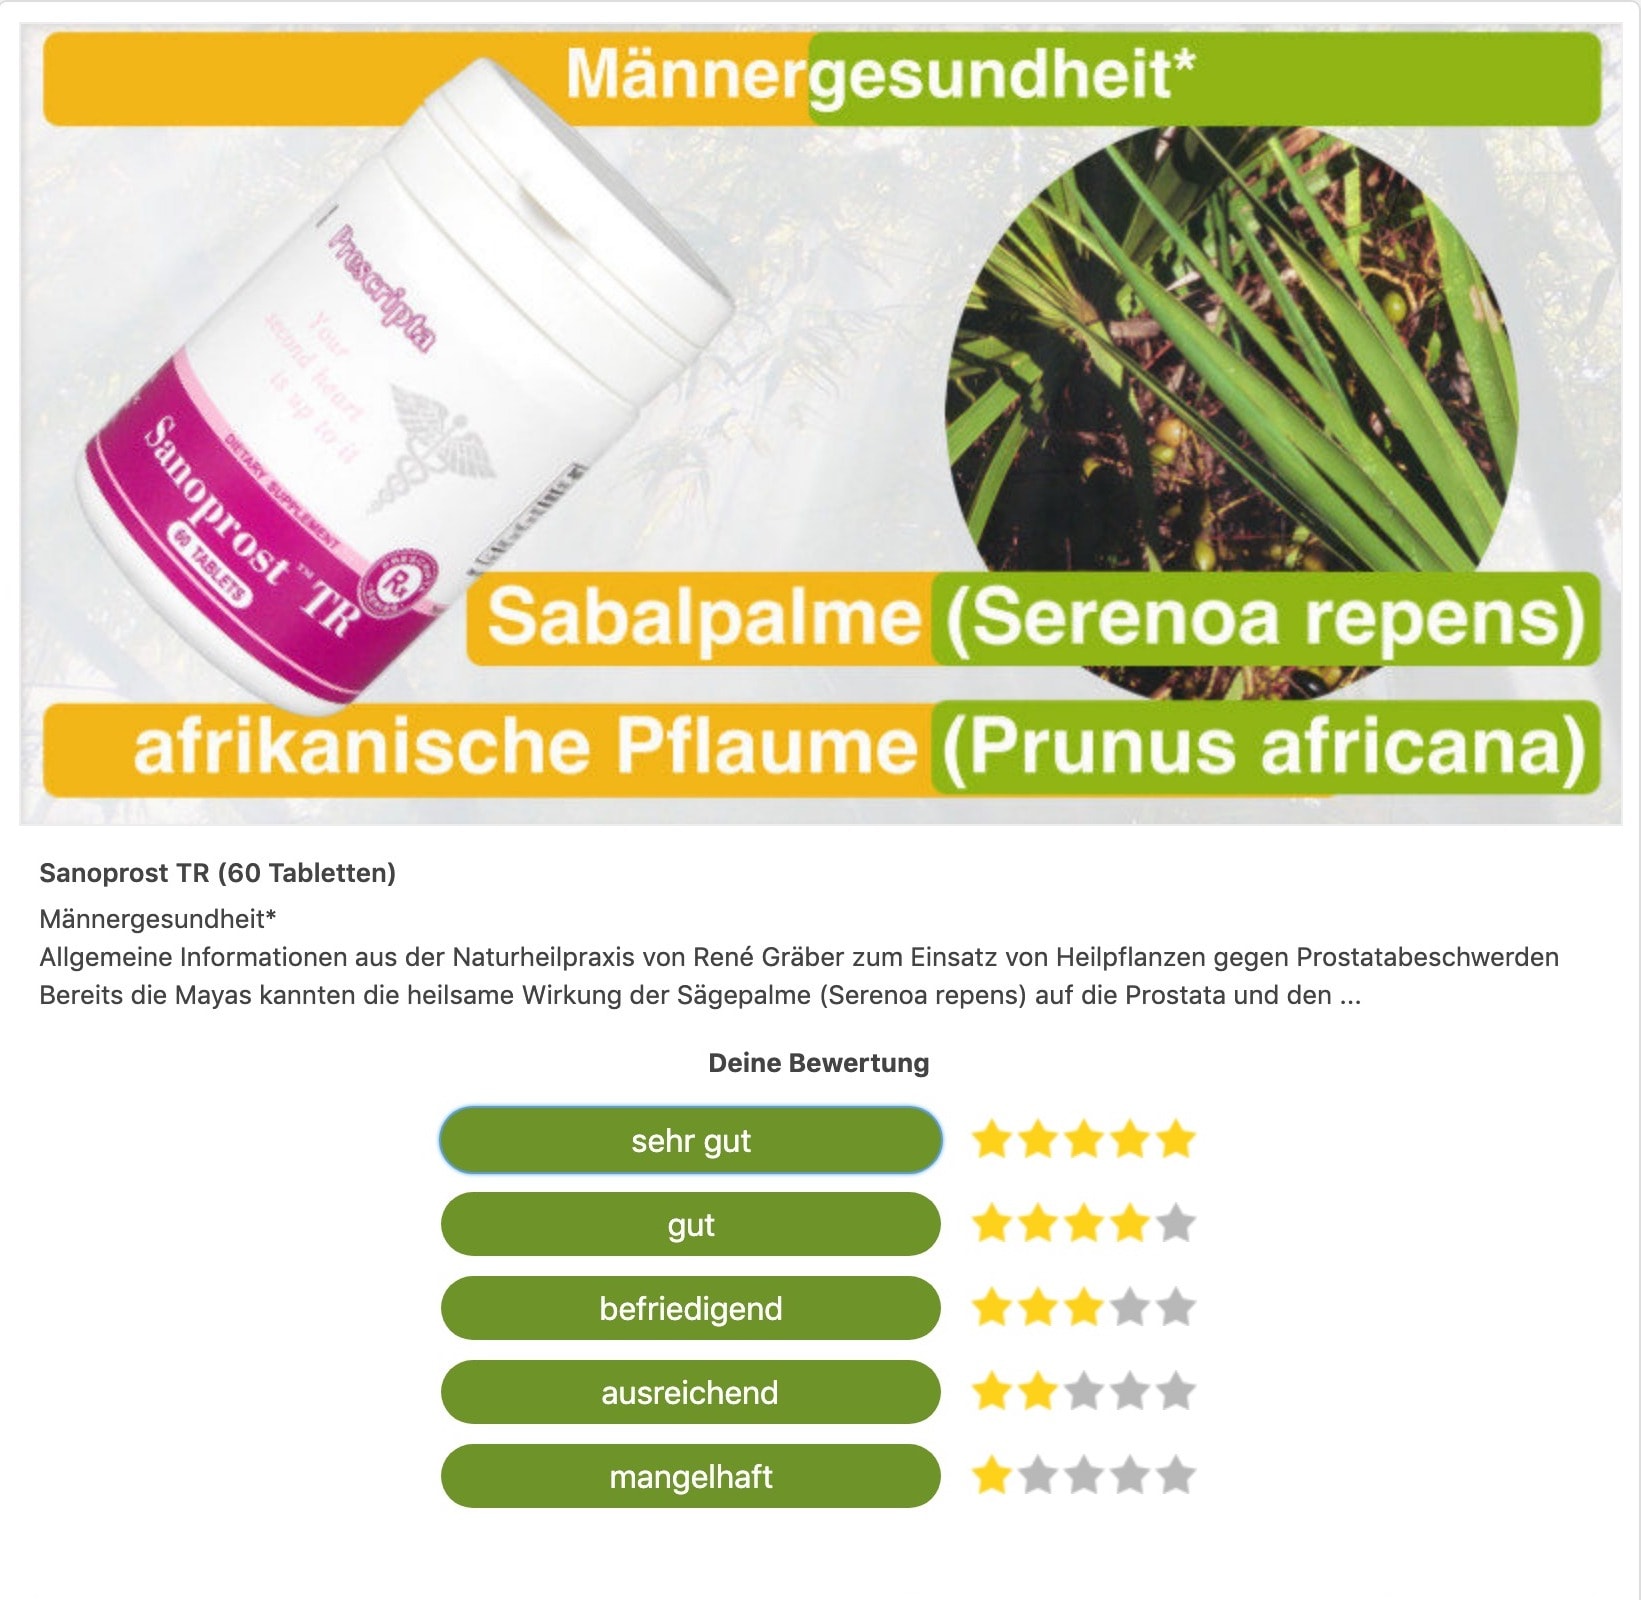 Männergesundheit*
Prescripta
Your
second heart
is up to it
DIETARY SUPPLEMENT
Sanoprost™ TR
60 TABLETS
Rx
Sabalpalme (Serenoa repens)
afrikanische Pflaume (Prunus africana)
Sanoprost TR (60 Tabletten)
Männergesundheit*
Allgemeine Informationen aus der Naturheilpraxis von René Gräber zum Einsatz von Heilpflanzen gegen Prostatabeschwerden
Bereits die Mayas kannten die heilsame Wirkung der Sägepalme (Serenoa repens) auf die Prostata und den ...
Deine Bewertung
sehr gut
gut
befriedigend
ausreichend
mangelhaft